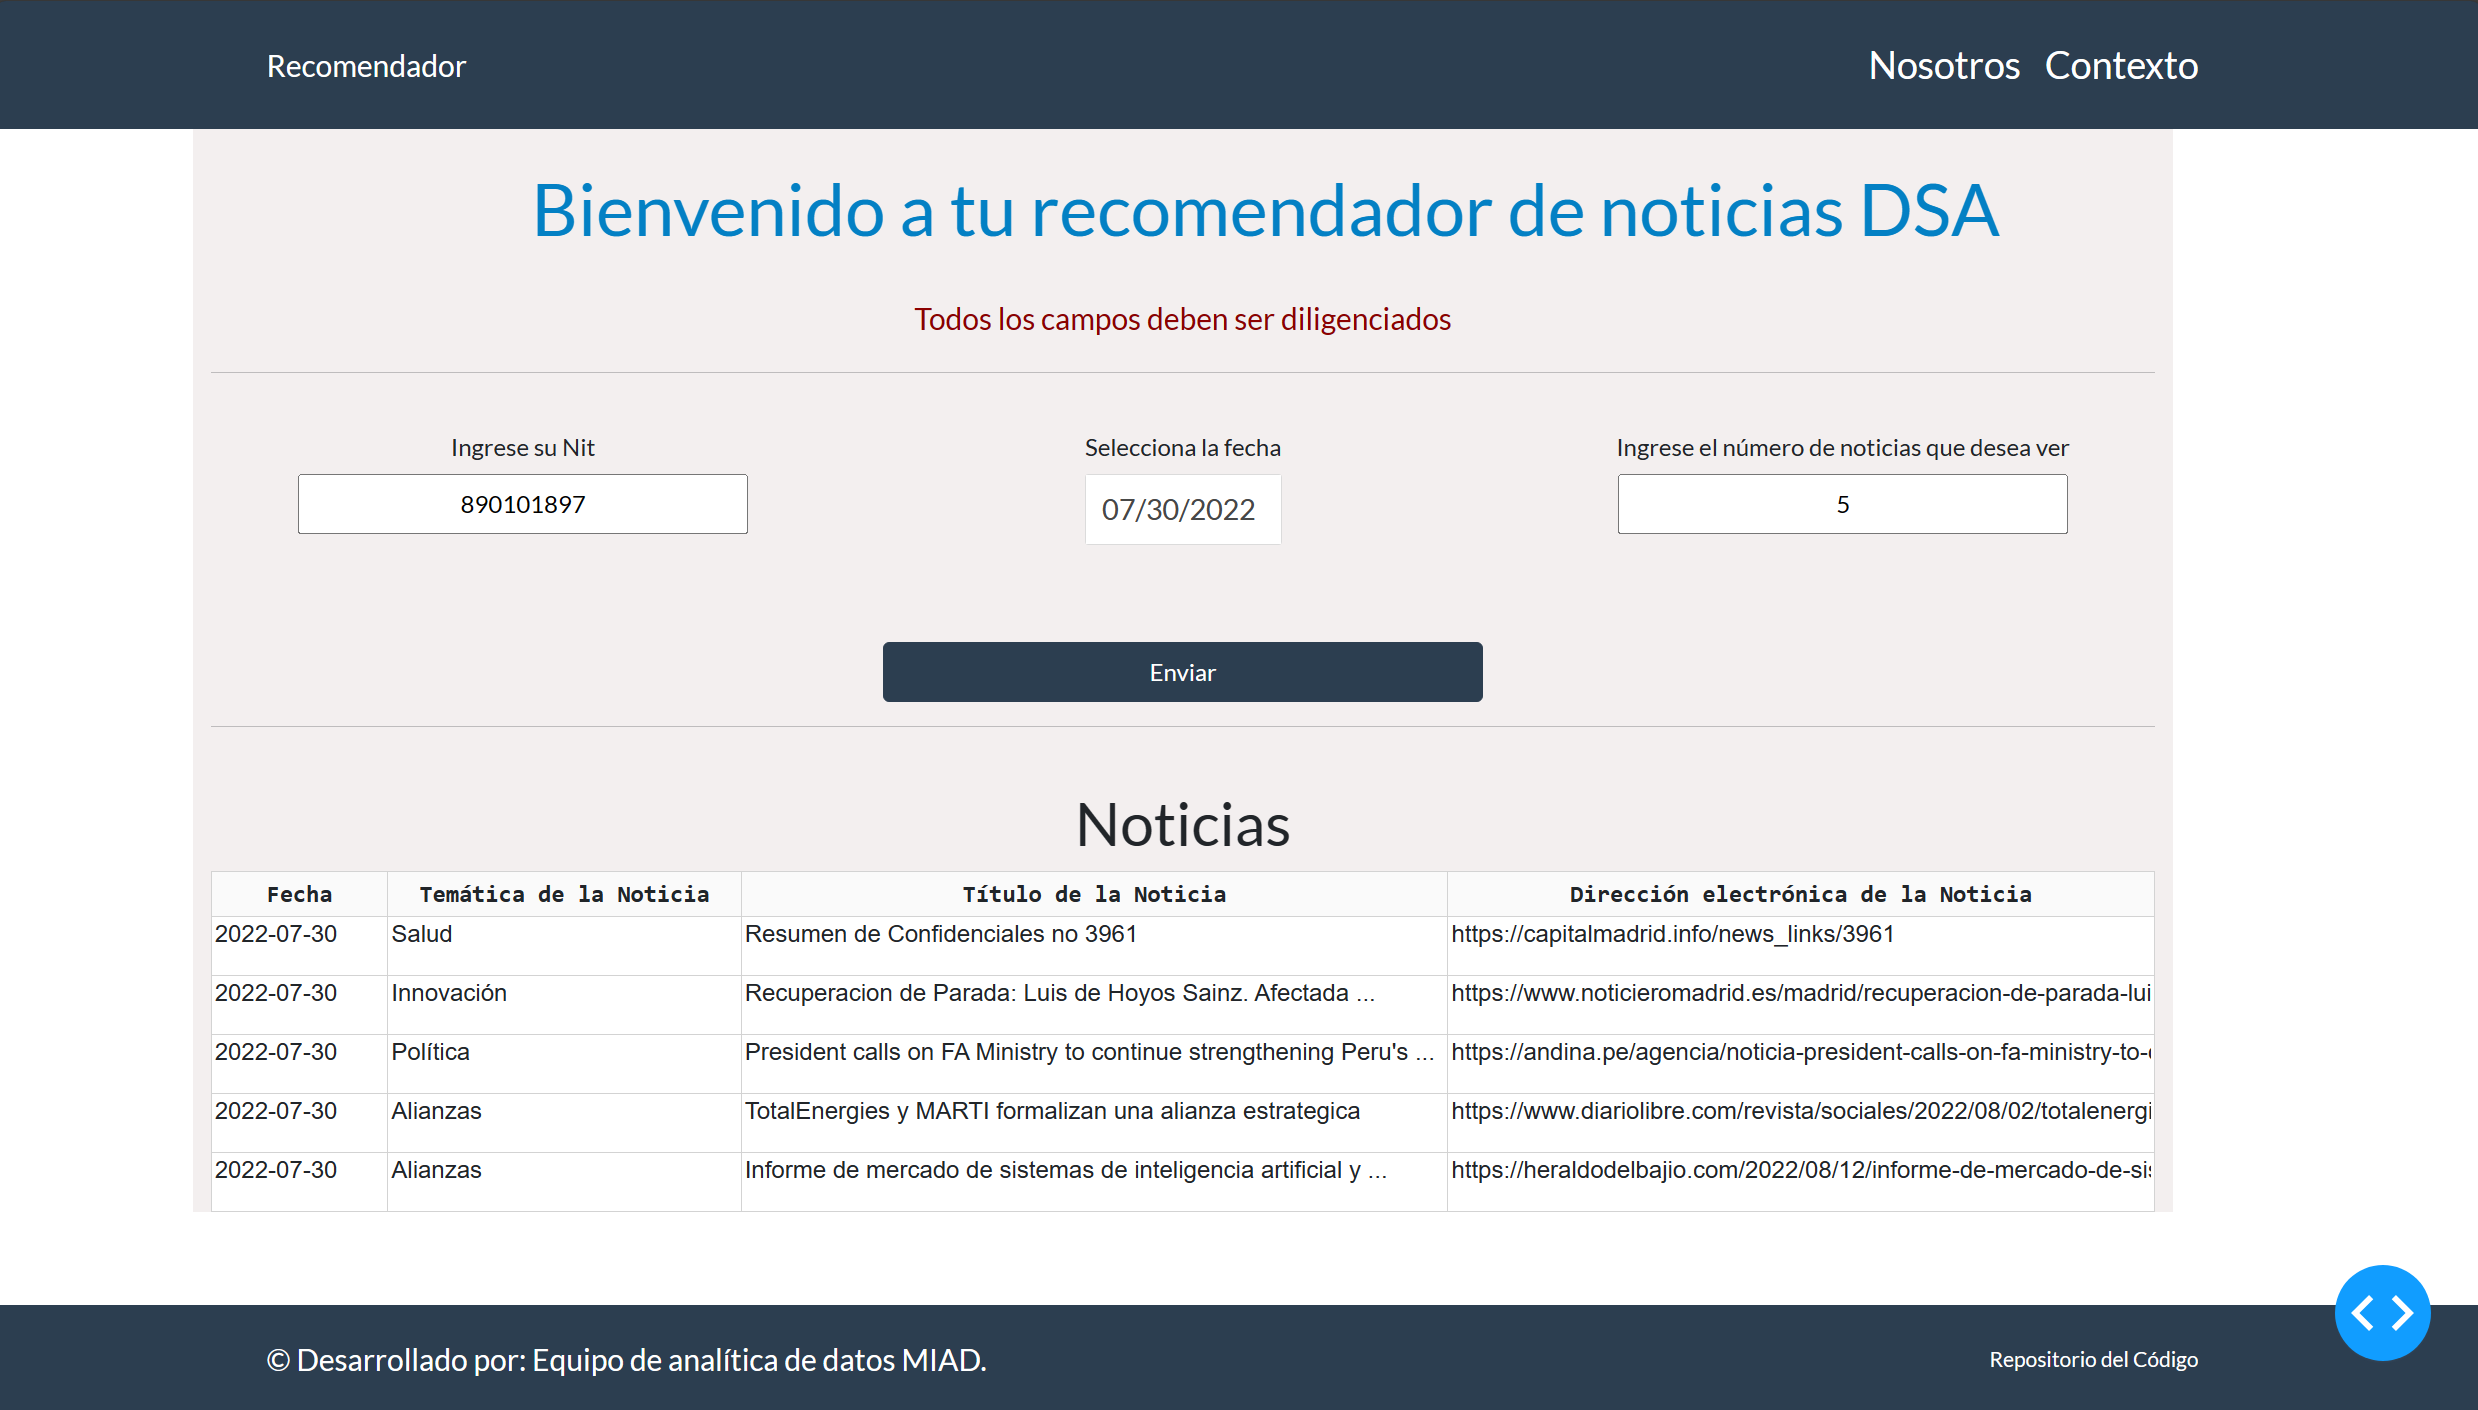 Recomendador
Nosotros Contexto
Bienvenido a tu recomendador de noticias DSA
Todos los campos deben ser diligenciados
Ingrese su Nit
Selecciona la fecha
Ingrese el número de noticias que desea ver
890101897
07/30/2022
5
Enviar
Noticias
Fecha Temática de la Noticia Título de la Noticia Dirección electrónica de la Noticia
2022-07-30 Salud Resumen de Confidenciales no 3961 https://capitalmadrid.info/news_links/3961
2022-07-30 Innovación Recuperacion de Parada: Luis de Hoyos Sainz. Afectada ... https://www.noticieromadrid.es/madrid/recuperacion-de-parada-lui
2022-07-30 Política President calls on FA Ministry to continue strengthening Peru's ... https://andina.pe/agencia/noticia-president-calls-on-fa-ministry-to-
2022-07-30 Alianzas TotalEnergies y MARTI formalizan una alianza estrategica https://www.diariolibre.com/revista/sociales/2022/08/02/totalenergi
2022-07-30 Alianzas Informe de mercado de sistemas de inteligencia artificial y ... https://heraldodelbajio.com/2022/08/12/informe-de-mercado-de-sis
© Desarrollado por: Equipo de analítica de datos MIAD.
Repositorio del Código